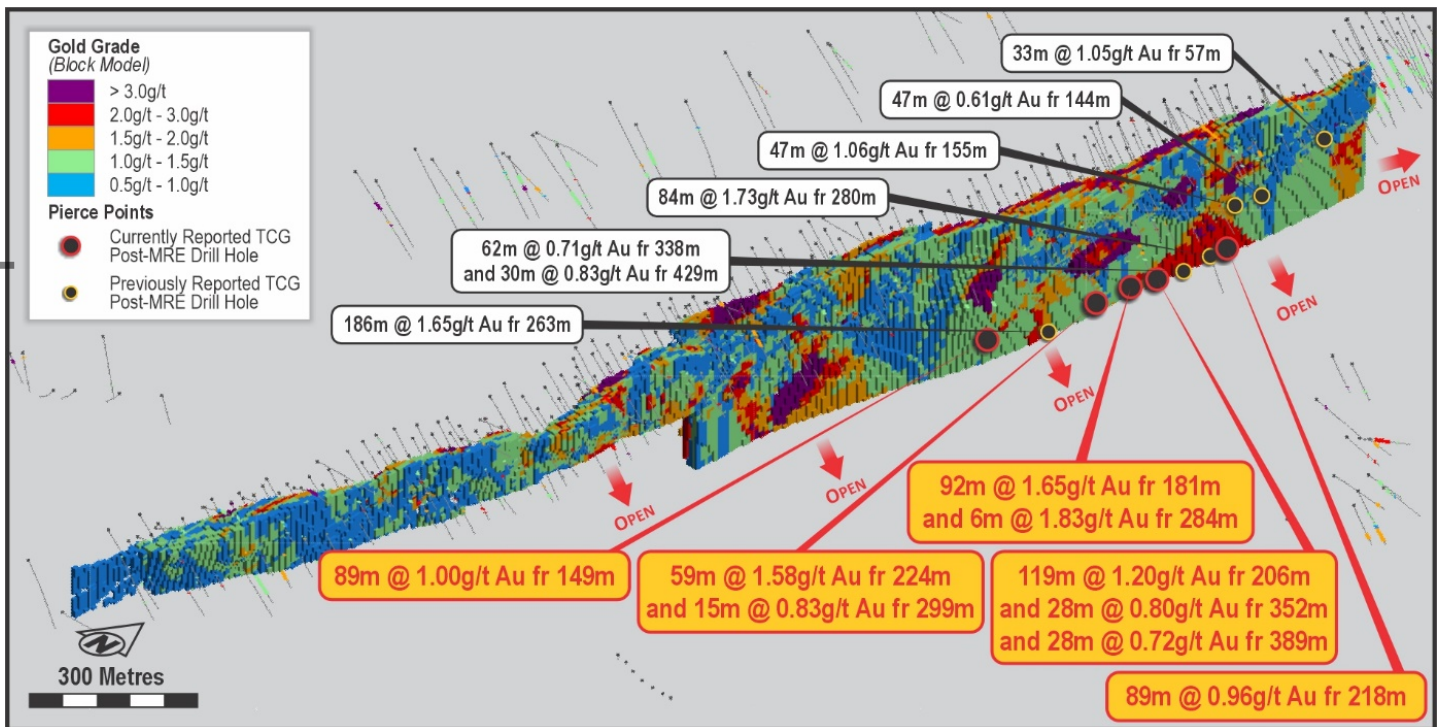 Gold Grade
(Block Model)
> 3.0g/t
2.0g/t - 3.0g/t
1.5g/t - 2.0g/t
1.0g/t - 1.5g/t
0.5g/t - 1.0g/t
Pierce Points
Currently Reported TCG
Post-MRE Drill Hole
Previously Reported TCG
Post-MRE Drill Hole
33m @ 1.05g/t Au fr 57m
47m @ 0.61g/t Au fr 144m
47m @ 1.06g/t Au fr 155m
84m @ 1.73g/t Au fr 280m
62m @ 0.71g/t Au fr 338m
and 30m @ 0.83g/t Au fr 429m
186m @ 1.65g/t Au fr 263m
OPEN
OPEN
OPEN
OPEN
OPEN
92m @ 1.65g/t Au fr 181m
and 6m @ 1.83g/t Au fr 284m
89m @ 1.00g/t Au fr 149m
59m @ 1.58g/t Au fr 224m
and 15m @ 0.83g/t Au fr 299m
119m @ 1.20g/t Au fr 206m
and 28m @ 0.80g/t Au fr 352m
and 28m @ 0.72g/t Au fr 389m
89m @ 0.96g/t Au fr 218m
N
300 Metres